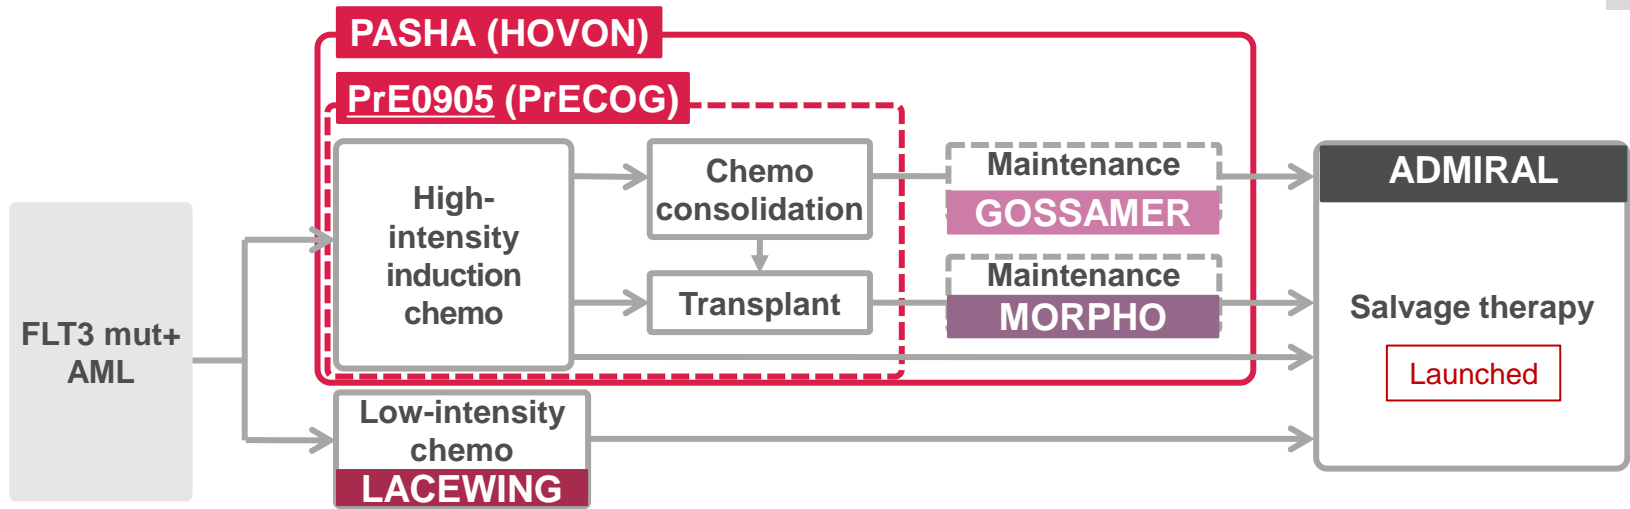 PASHA (HOVON)
PrE0905 (PrECOG)
FLT3 mut+
AML
High-
intensity
induction
chemo
Chemo
consolidation
Transplant
Maintenance
GOSSAMER
Maintenance
MORPHO
Low-intensity
chemo
LACEWING
ADMIRAL
Salvage therapy
Launched